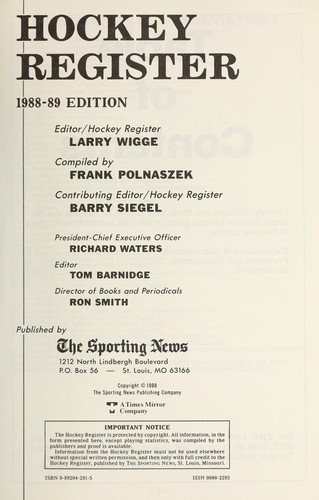 HOCKEY
REGISTER
1988-89 EDITION
Editor/Hockey Register
LARRY WIGGE
Compiled by
FRANK POLNASZEK
Contributing Editor/Hockey Register
BARRY SIEGEL
President-Chief Executive Officer
RICHARD WATERS
Editor
TOM BARNIDGE
Director of Books and Periodicals
RON SMITH
Published by
The Sporting News
1212 North Lindbergh Boulevard
P.O. Box 56 — St. Louis, MO 63166
Copyright © 1988
The Sporting News Publishing Company
A Times Mirror
Company
IMPORTANT NOTICE
The Hockey Register is protected by copyright. All information, in the
form presented here, except playing statistics, was compiled by the
publishers and proof is available.
Information from the Hockey Register must not be used elsewhere
without special written permission, and then only with full credit to the
Hockey Register, published by THE SPORTING NEWS, St. Louis, Missouri.
ISBN 0-89204-291-5 ISSN 0090-2292